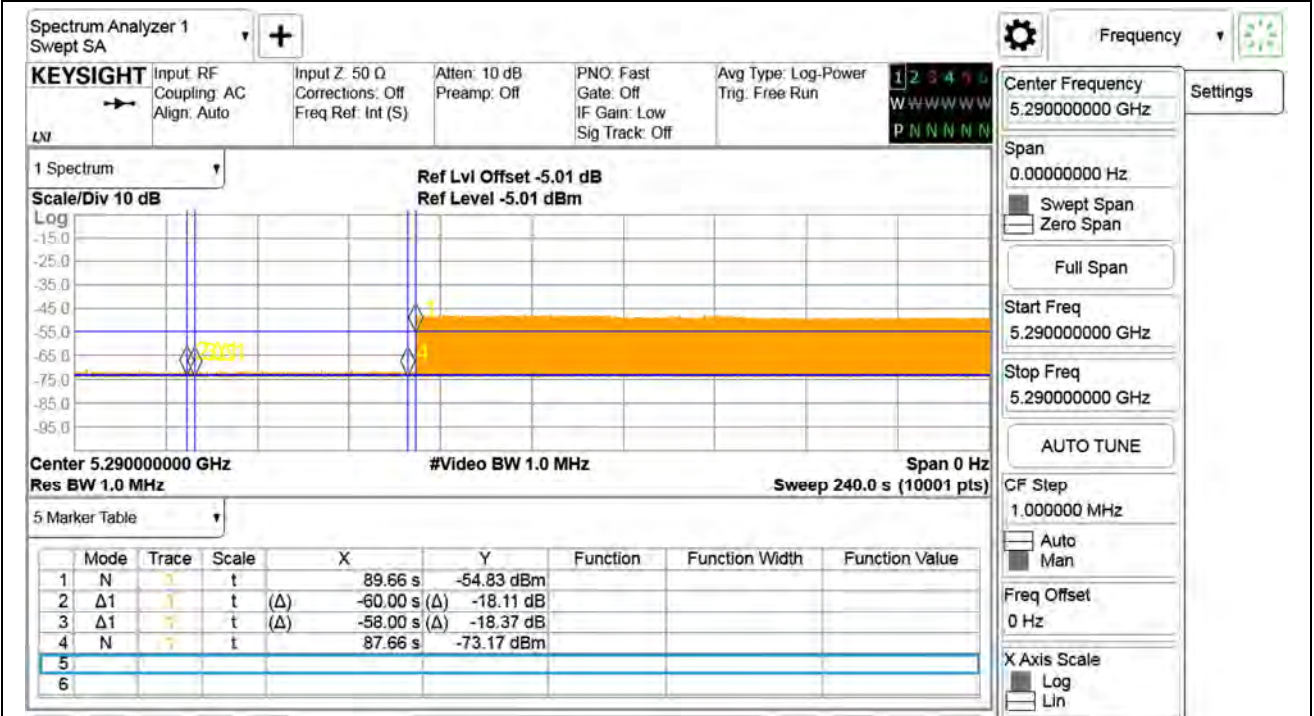 Spectrum Analyzer 1
Swept SA
+
Frequency
KEYSIGHT
Input: RF
Coupling: AC
Align: Auto
Input Z: 50 Ω
Corrections: Off
Freq Ref: Int (S)
Atten: 10 dB
Preamp: Off
PNO: Fast
Gate: Off
IF Gain: Low
Sig Track: Off
Avg Type: Log-Power
Trig: Free Run
1 2 3 4 5 6
W W W W W W
P N N N N N
LXI
Center Frequency
5.290000000 GHz
Settings
Span
0.00000000 Hz
Swept Span
Zero Span
Full Span
Start Freq
5.290000000 GHz
Stop Freq
5.290000000 GHz
AUTO TUNE
CF Step
1.000000 MHz
Auto
Man
Freq Offset
0 Hz
X Axis Scale
Log
Lin
1 Spectrum
Ref Lvl Offset -5.01 dB
Scale/Div 10 dB
Ref Level -5.01 dBm
Log
-15.0
-25.0
-35.0
-45.0
-55.0
-65.0
-75.0
-85.0
-95.0
1
4
Center 5.290000000 GHz
#Video BW 1.0 MHz
Span 0 Hz
Res BW 1.0 MHz
Sweep 240.0 s (10001 pts)
5 Marker Table
Mode Trace Scale X Y Function Function Width Function Value
1 N 1 t 89.66 s -54.83 dBm
2 Δ1 1 t (Δ) -60.00 s (Δ) -18.11 dB
3 Δ1 1 t (Δ) -58.00 s (Δ) -18.37 dB
4 N 1 t 87.66 s -73.17 dBm
5
6